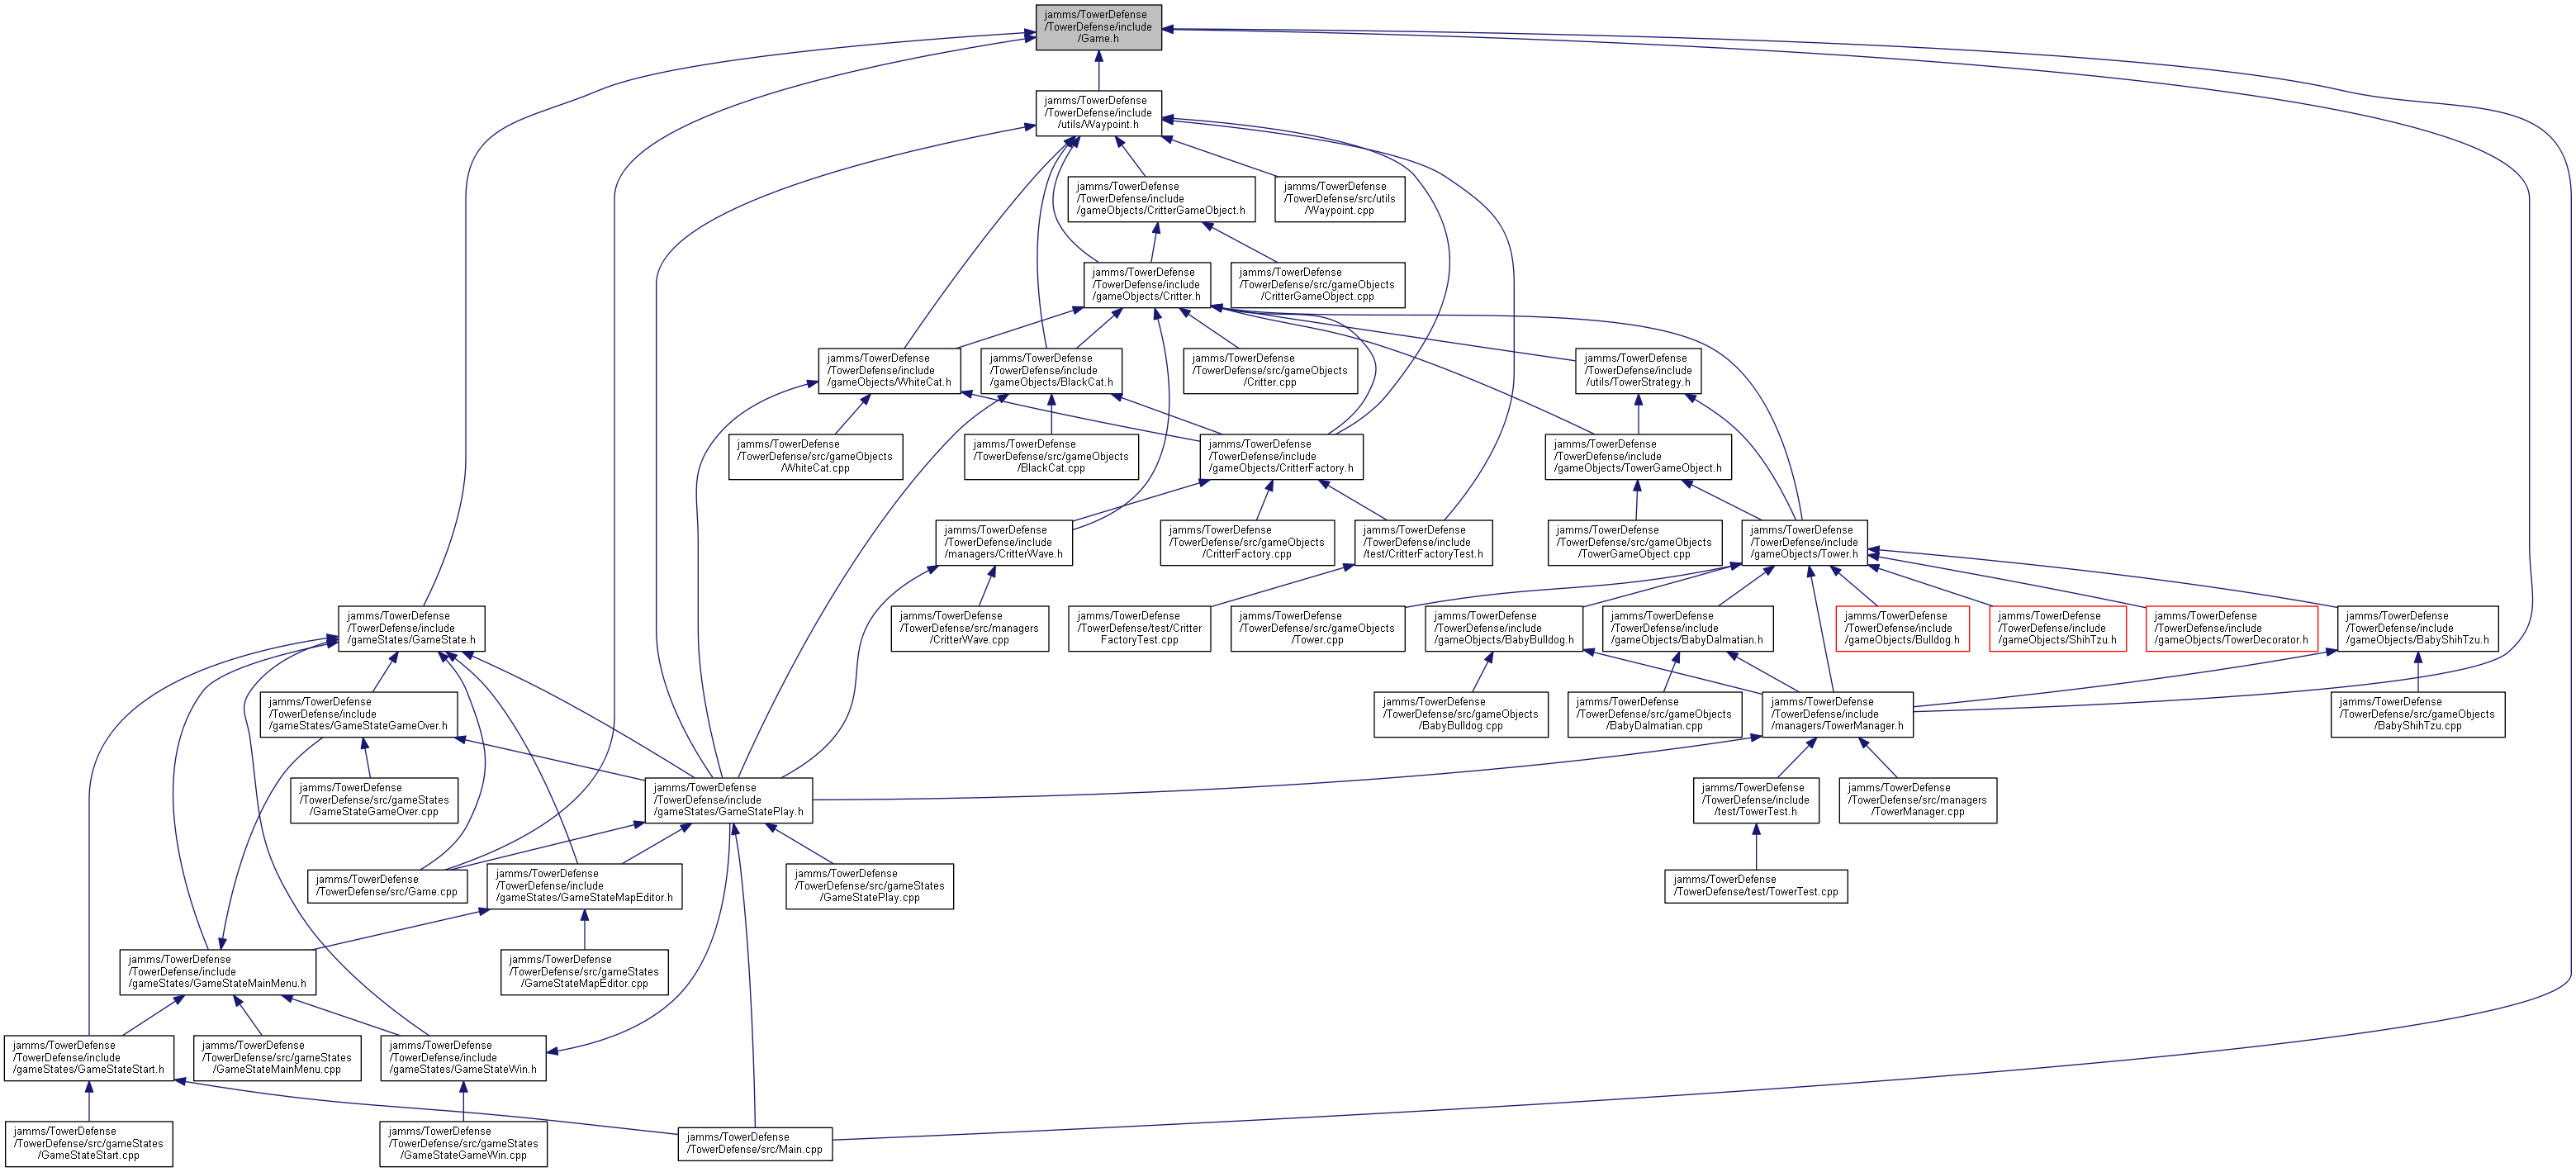 jamms/TowerDefense
/TowerDefense/include
/Game.h
jamms/TowerDefense
/TowerDefense/include
/utils/Waypoint.h
jamms/TowerDefense
/TowerDefense/include
/gameObjects/CritterGameObject.h
jamms/TowerDefense
/TowerDefense/src/utils
/Waypoint.cpp
jamms/TowerDefense
/TowerDefense/include
/gameObjects/Critter.h
jamms/TowerDefense
/TowerDefense/src/gameObjects
/CritterGameObject.cpp
jamms/TowerDefense
/TowerDefense/include
/gameObjects/WhiteCat.h
jamms/TowerDefense
/TowerDefense/include
/gameObjects/BlackCat.h
jamms/TowerDefense
/TowerDefense/src/gameObjects
/Critter.cpp
jamms/TowerDefense
/TowerDefense/include
/utils/TowerStrategy.h
jamms/TowerDefense
/TowerDefense/src/gameObjects
/WhiteCat.cpp
jamms/TowerDefense
/TowerDefense/src/gameObjects
/BlackCat.cpp
jamms/TowerDefense
/TowerDefense/include
/gameObjects/CritterFactory.h
jamms/TowerDefense
/TowerDefense/include
/gameObjects/TowerGameObject.h
jamms/TowerDefense
/TowerDefense/include
/managers/CritterWave.h
jamms/TowerDefense
/TowerDefense/src/gameObjects
/CritterFactory.cpp
jamms/TowerDefense
/TowerDefense/include
/test/CritterFactoryTest.h
jamms/TowerDefense
/TowerDefense/src/gameObjects
/TowerGameObject.cpp
jamms/TowerDefense
/TowerDefense/include
/gameObjects/Tower.h
jamms/TowerDefense
/TowerDefense/include
/gameStates/GameState.h
jamms/TowerDefense
/TowerDefense/src/managers
/CritterWave.cpp
jamms/TowerDefense
/TowerDefense/test/Critter
FactoryTest.cpp
jamms/TowerDefense
/TowerDefense/src/gameObjects
/Tower.cpp
jamms/TowerDefense
/TowerDefense/include
/gameObjects/BabyBulldog.h
jamms/TowerDefense
/TowerDefense/include
/gameObjects/BabyDalmatian.h
jamms/TowerDefense
/TowerDefense/include
/gameObjects/Bulldog.h
jamms/TowerDefense
/TowerDefense/include
/gameObjects/ShihTzu.h
jamms/TowerDefense
/TowerDefense/include
/gameObjects/TowerDecorator.h
jamms/TowerDefense
/TowerDefense/include
/gameObjects/BabyShihTzu.h
jamms/TowerDefense
/TowerDefense/include
/gameStates/GameStateGameOver.h
jamms/TowerDefense
/TowerDefense/src/gameObjects
/BabyBulldog.cpp
jamms/TowerDefense
/TowerDefense/src/gameObjects
/BabyDalmatian.cpp
jamms/TowerDefense
/TowerDefense/include
/managers/TowerManager.h
jamms/TowerDefense
/TowerDefense/src/gameObjects
/BabyShihTzu.cpp
jamms/TowerDefense
/TowerDefense/src/gameStates
/GameStateGameOver.cpp
jamms/TowerDefense
/TowerDefense/include
/gameStates/GameStatePlay.h
jamms/TowerDefense
/TowerDefense/include
/test/TowerTest.h
jamms/TowerDefense
/TowerDefense/src/managers
/TowerManager.cpp
jamms/TowerDefense
/TowerDefense/src/Game.cpp
jamms/TowerDefense
/TowerDefense/include
/gameStates/GameStateMapEditor.h
jamms/TowerDefense
/TowerDefense/src/gameStates
/GameStatePlay.cpp
jamms/TowerDefense
/TowerDefense/test/TowerTest.cpp
jamms/TowerDefense
/TowerDefense/include
/gameStates/GameStateMainMenu.h
jamms/TowerDefense
/TowerDefense/src/gameStates
/GameStateMapEditor.cpp
jamms/TowerDefense
/TowerDefense/include
/gameStates/GameStateStart.h
jamms/TowerDefense
/TowerDefense/src/gameStates
/GameStateMainMenu.cpp
jamms/TowerDefense
/TowerDefense/include
/gameStates/GameStateWin.h
jamms/TowerDefense
/TowerDefense/src/gameStates
/GameStateStart.cpp
jamms/TowerDefense
/TowerDefense/src/gameStates
/GameStateGameWin.cpp
jamms/TowerDefense
/TowerDefense/src/Main.cpp